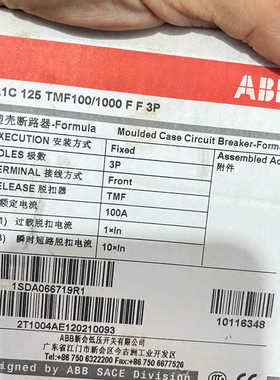 ABB
1C 125 TMF100/1000 F F 3P
塑壳断路器-Formula
Moulded Case Circuit Breaker-Form
EXECUTION 安装方式
Fixed
Assembled Ac
POLES 极数
3P
附件
TERMINAL 接线方式
Front
RELEASE 脱扣器
TMF
额定电流
100A
1) 过载脱扣电流
1×In
3) 瞬时短路脱扣电流
10×In
1SDA066719R1
2T1004AE120210093
10116348
ABB新会低压开关有限公司
广东省江门市新会区今古洲工业开发区
Tel:+86 750 6322200 Fax:+86 750 6677526
signed by ABB SACE Division